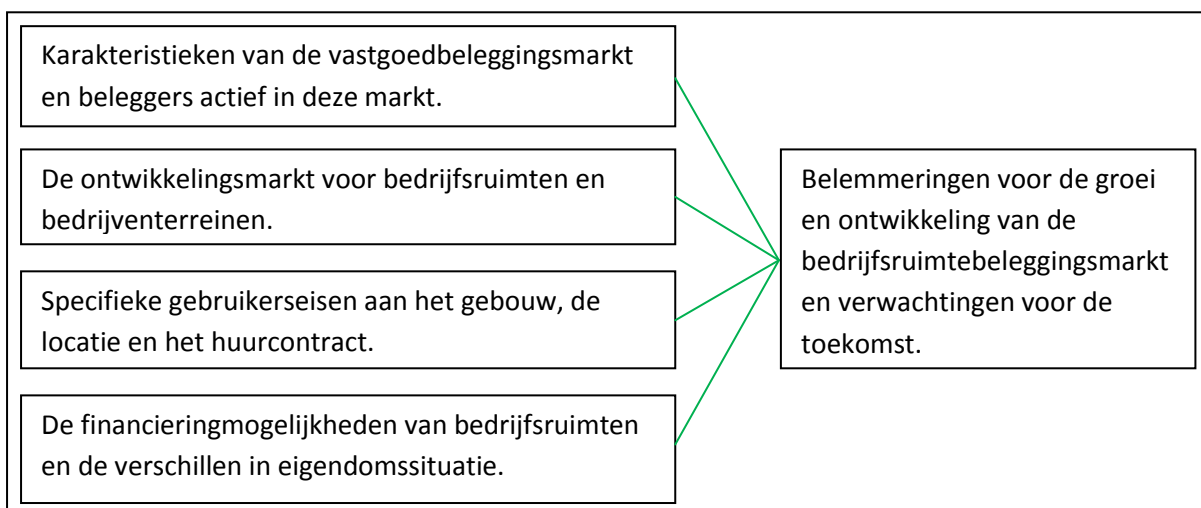 Karakteristieken van de vastgoedbeleggingsmarkt
en beleggers actief in deze markt.
De ontwikkelingsmarkt voor bedrijfsruimten en
bedrijventerreinen.
Specifieke gebruikerseisen aan het gebouw, de
locatie en het huurcontract.
De financieringmogelijkheden van bedrijfsruimten
en de verschillen in eigendomssituatie.
Belemmeringen voor de groei
en ontwikkeling van de
bedrijfsruimtebeleggingsmarkt
en verwachtingen voor de
toekomst.